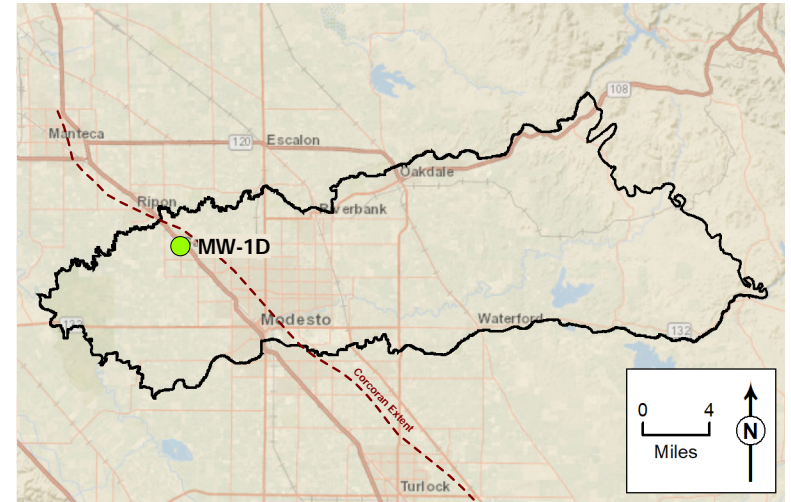 108
Manteca
120
Escalon
Oakdale
Ripon
Riverbank
MW-1D
132
Modesto
Waterford
132
Corcoran Extent
Turlock
0 4
Miles
N